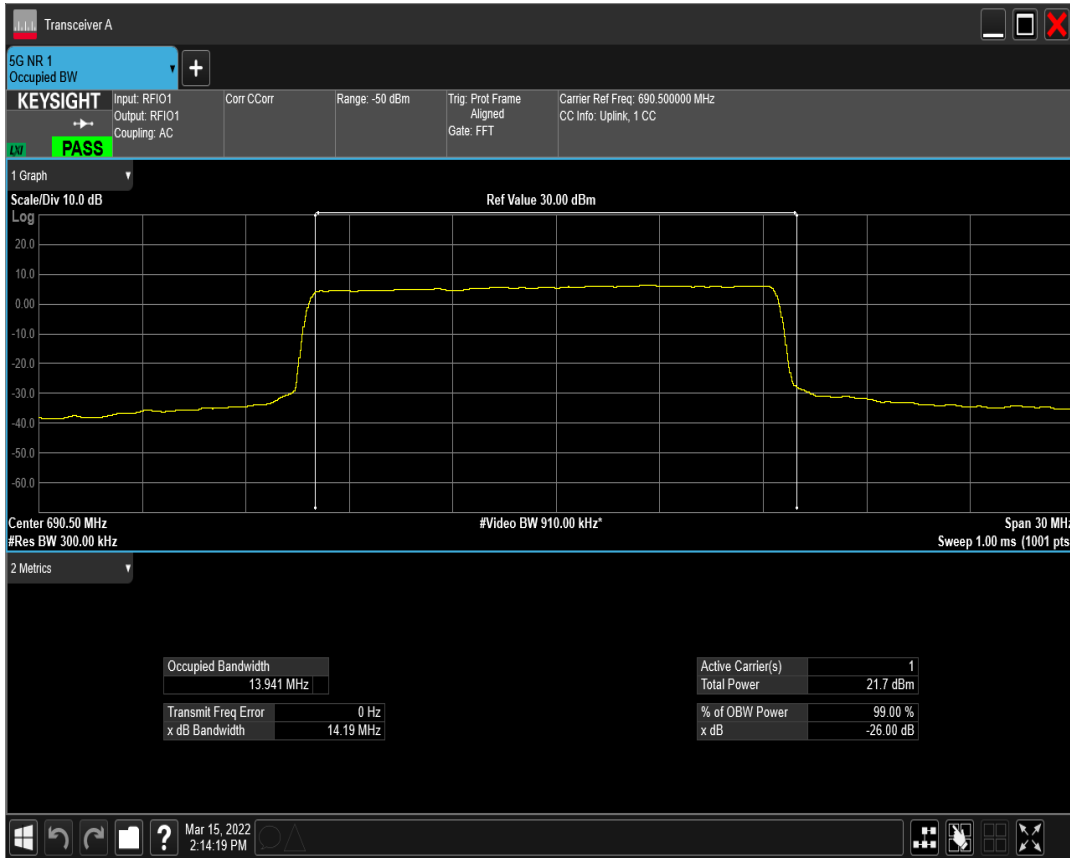 Transceiver A
5G NR 1
Occupied BW
KEYSIGHT
LXI
PASS
Input: RFIO1
Output: RFIO1
Coupling: AC
Corr CCorr
Range: -50 dBm
Trig: Prot Frame
Aligned
Gate: FFT
Carrier Ref Freq: 690.500000 MHz
CC Info: Uplink, 1 CC
1 Graph
Scale/Div 10.0 dB
Ref Value 30.00 dBm
Log
20.0
10.0
0.00
-10.0
-20.0
-30.0
-40.0
-50.0
-60.0
Center 690.50 MHz
#Video BW 910.00 kHz*
Span 30 MHz
#Res BW 300.00 kHz
Sweep 1.00 ms (1001 pts
2 Metrics
Occupied Bandwidth
13.941 MHz
Transmit Freq Error 0 Hz
x dB Bandwidth 14.19 MHz
Active Carrier(s) 1
Total Power 21.7 dBm
% of OBW Power 99.00 %
x dB -26.00 dB
?
Mar 15, 2022
2:14:19 PM